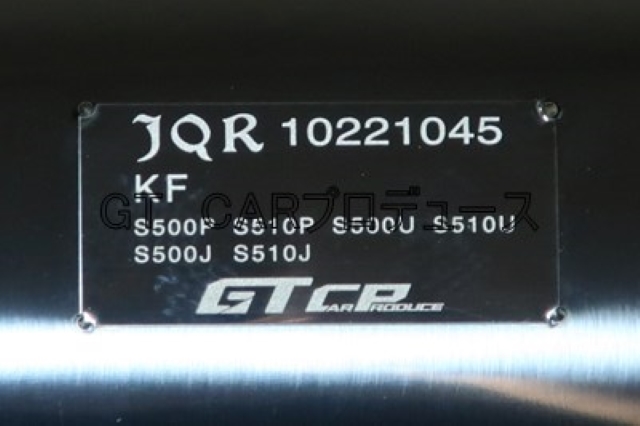 JQR 10221045
KF
GT CARプロデュース
S500P S510P S500U S510U
S500J S510J
GT CAR PRODUCE